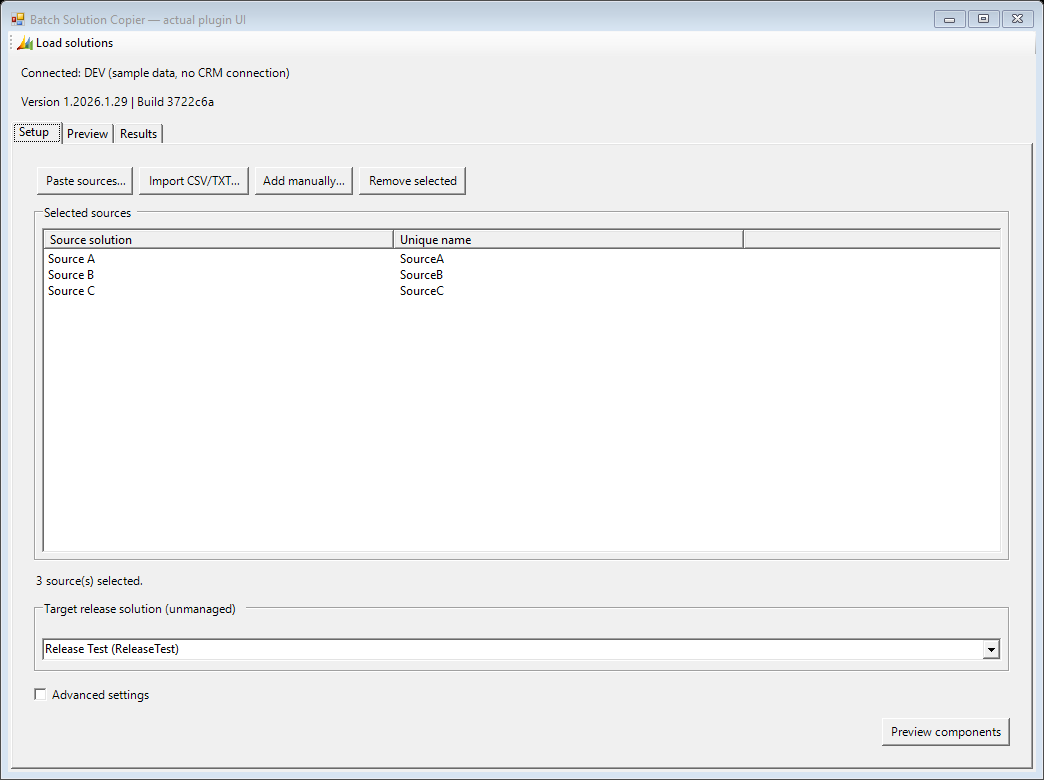 Batch Solution Copier — actual plugin UI
Load solutions
Connected: DEV (sample data, no CRM connection)
Version 1.2026.1.29 | Build 3722c6a
Setup Preview Results
Paste sources... Import CSV/TXT... Add manually... Remove selected
Selected sources
Source solution Unique name
Source A SourceA
Source B SourceB
Source C SourceC
3 source(s) selected.
Target release solution (unmanaged)
Release Test (ReleaseTest)
Advanced settings
Preview components